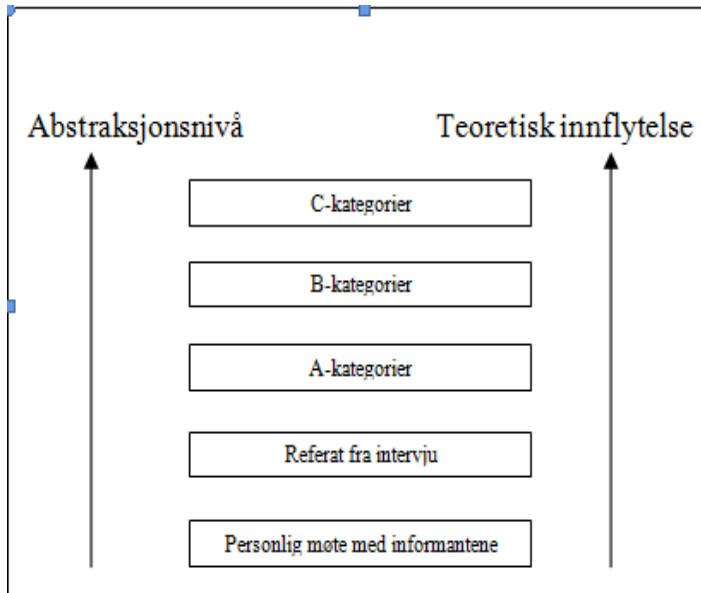 Abstraksjonsnivå
Teoretisk innflytelse
C-kategorier
B-kategorier
A-kategorier
Referat fra intervju
Personlig møte med informantene